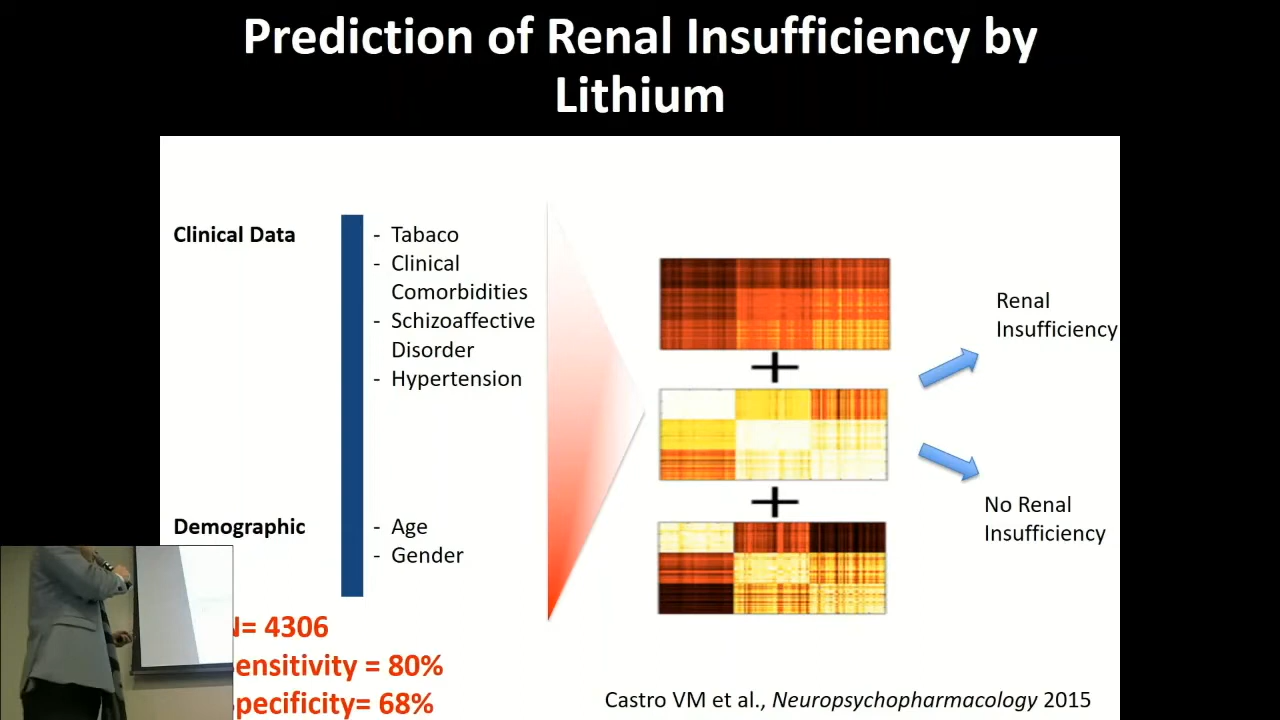 Prediction of Renal Insufficiency by
Lithium
Clinical Data
- Tabaco
- Clinical
Comorbidities
- Schizoaffective
Disorder
- Hypertension
Demographic
- Age
- Gender
N= 4306
ensitivity = 80%
pecificity= 68%
+
+
Renal
Insufficiency
No Renal
Insufficiency
Castro VM et al., Neuropsychopharmacology 2015